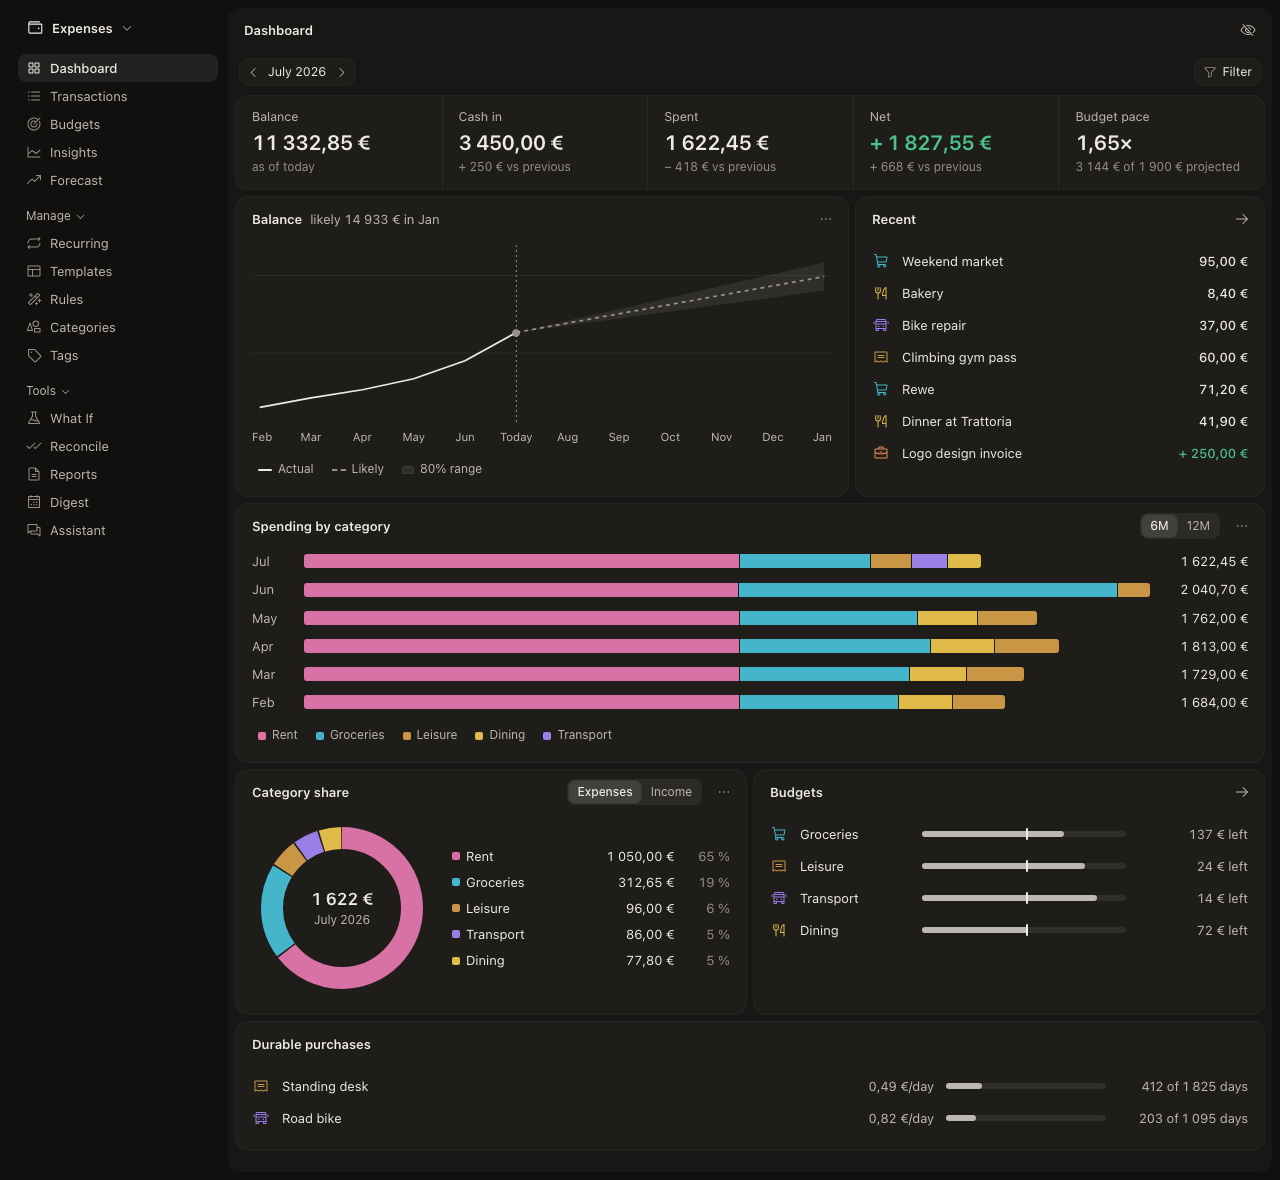 Expenses
Dashboard
Transactions
Budgets
Insights
Forecast
Manage
Recurring
Templates
Rules
Categories
Tags
Tools
What If
Reconcile
Reports
Digest
Assistant
Dashboard
July 2026
Filter
Balance
11 332,85 €
as of today
Cash in
3 450,00 €
+ 250 € vs previous
Spent
1 622,45 €
– 418 € vs previous
Net
+ 1 827,55 €
+ 668 € vs previous
Budget pace
1,65×
3 144 € of 1 900 € projected
Balance likely 14 933 € in Jan
Feb Mar Apr May Jun Today Aug Sep Oct Nov Dec Jan
Actual Likely 80% range
Recent
Weekend market 95,00 €
Bakery 8,40 €
Bike repair 37,00 €
Climbing gym pass 60,00 €
Rewe 71,20 €
Dinner at Trattoria 41,90 €
Logo design invoice + 250,00 €
Spending by category
6M 12M
Jul 1 622,45 €
Jun 2 040,70 €
May 1 762,00 €
Apr 1 813,00 €
Mar 1 729,00 €
Feb 1 684,00 €
Rent Groceries Leisure Dining Transport
Category share
Expenses Income
1 622 €
July 2026
Rent 1 050,00 € 65 %
Groceries 312,65 € 19 %
Leisure 96,00 € 6 %
Transport 86,00 € 5 %
Dining 77,80 € 5 %
Budgets
Groceries 137 € left
Leisure 24 € left
Transport 14 € left
Dining 72 € left
Durable purchases
Standing desk 0,49 €/day 412 of 1 825 days
Road bike 0,82 €/day 203 of 1 095 days